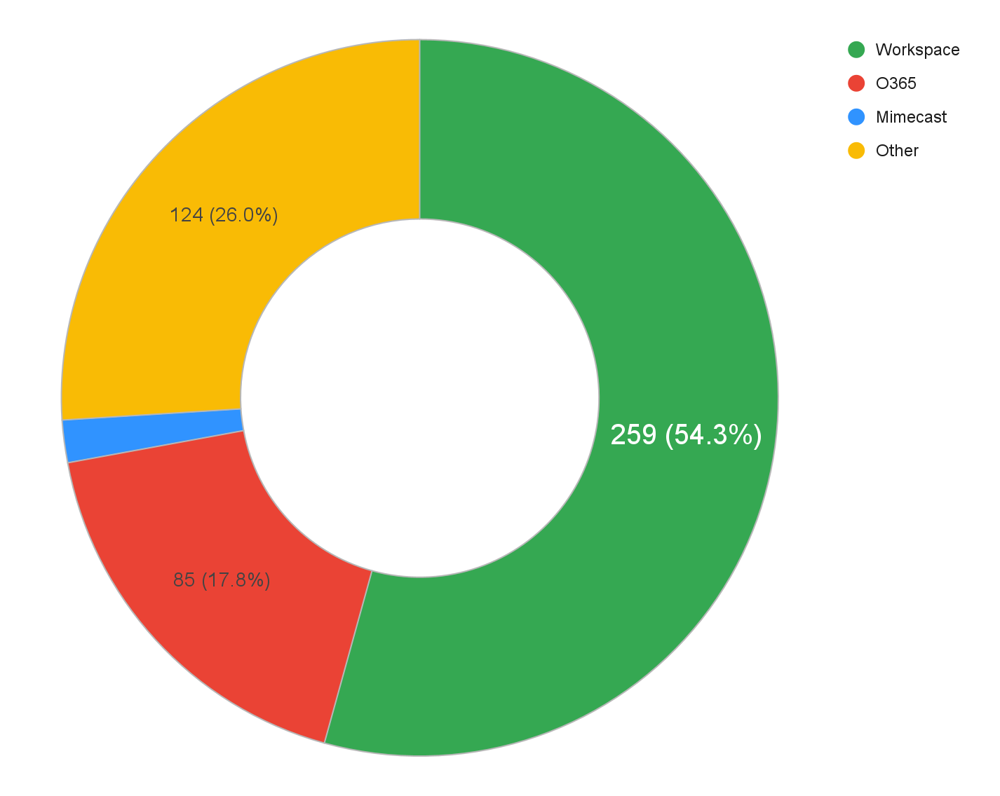 Workspace
O365
Mimecast
Other
124 (26.0%)
259 (54.3%)
85 (17.8%)